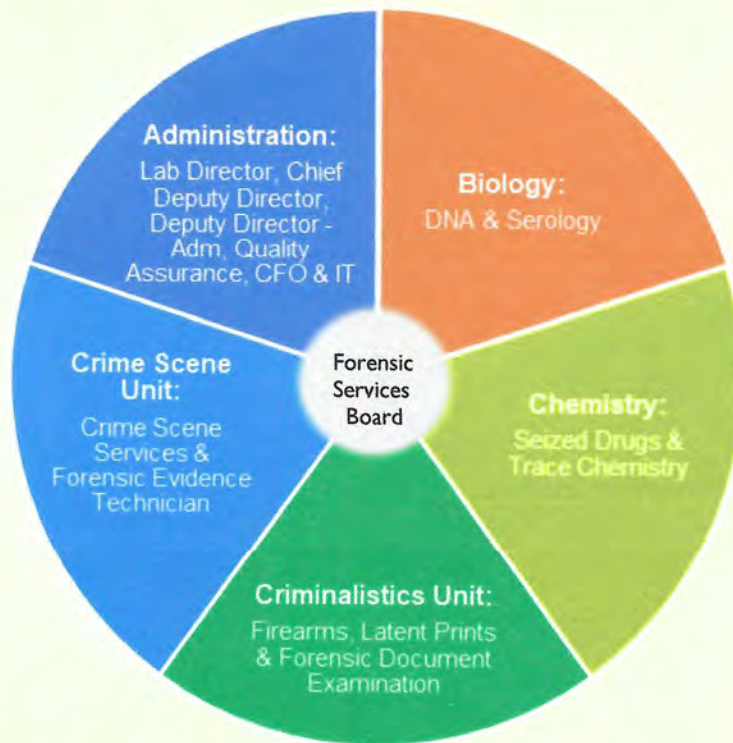 Administration:
Lab Director, Chief
Deputy Director,
Deputy Director -
Adm, Quality
Assurance, CFO & IT
Biology:
DNA & Serology
Crime Scene
Unit:
Crime Scene
Services &
Forensic Evidence
Technician
Forensic
Services
Board
Chemistry:
Seized Drugs &
Trace Chemistry
Criminalistics Unit:
Firearms, Latent Prints
& Forensic Document
Examination